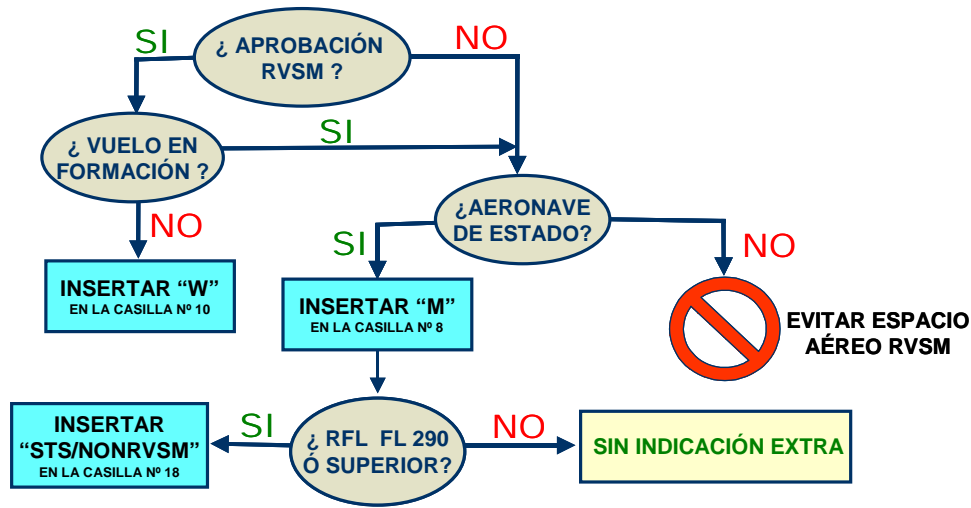 SI
¿ APROBACIÓN
RVSM ?
NO
¿ VUELO EN
FORMACIÓN ?
SI
NO
¿AERONAVE
DE ESTADO?
SI
NO
INSERTAR “W”
EN LA CASILLA Nº 10
INSERTAR “M”
EN LA CASILLA Nº 8
EVITAR ESPACIO
AÉREO RVSM
INSERTAR
“STS/NONRVSM”
EN LA CASILLA Nº 18
SI
¿ RFL FL 290
Ó SUPERIOR?
NO
SIN INDICACIÓN EXTRA